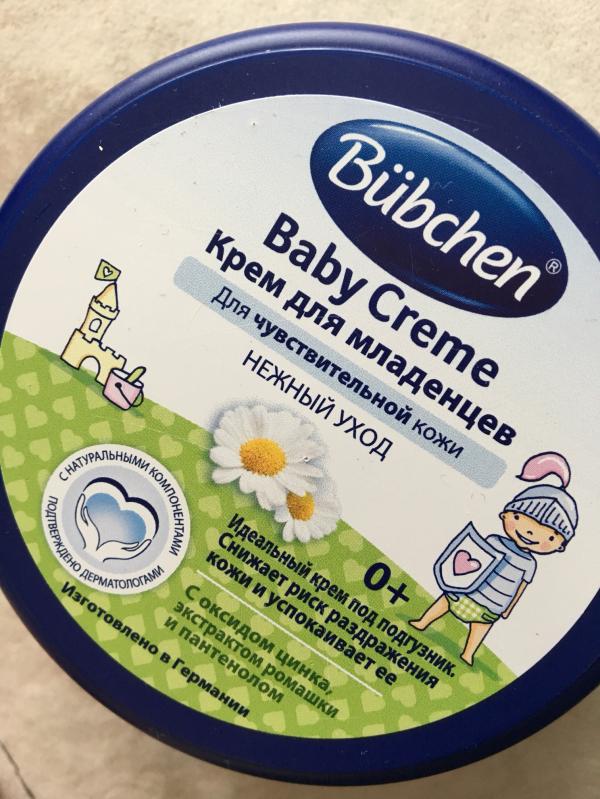 Bübchen®
Baby Creme
Крем для младенцев
Для чувствительной кожи
НЕЖНЫЙ УХОД
0+
Идеальный крем под подгузник.
Снижает риск раздражения
кожи и успокаивает ее
С оксидом цинка,
экстрактом ромашки
и пантенолом
С НАТУРАЛЬНЫМИ КОМПОНЕНТАМИ
ПОДТВЕРЖДЕНО ДЕРМАТОЛОГАМИ
Изготовлено в Германии